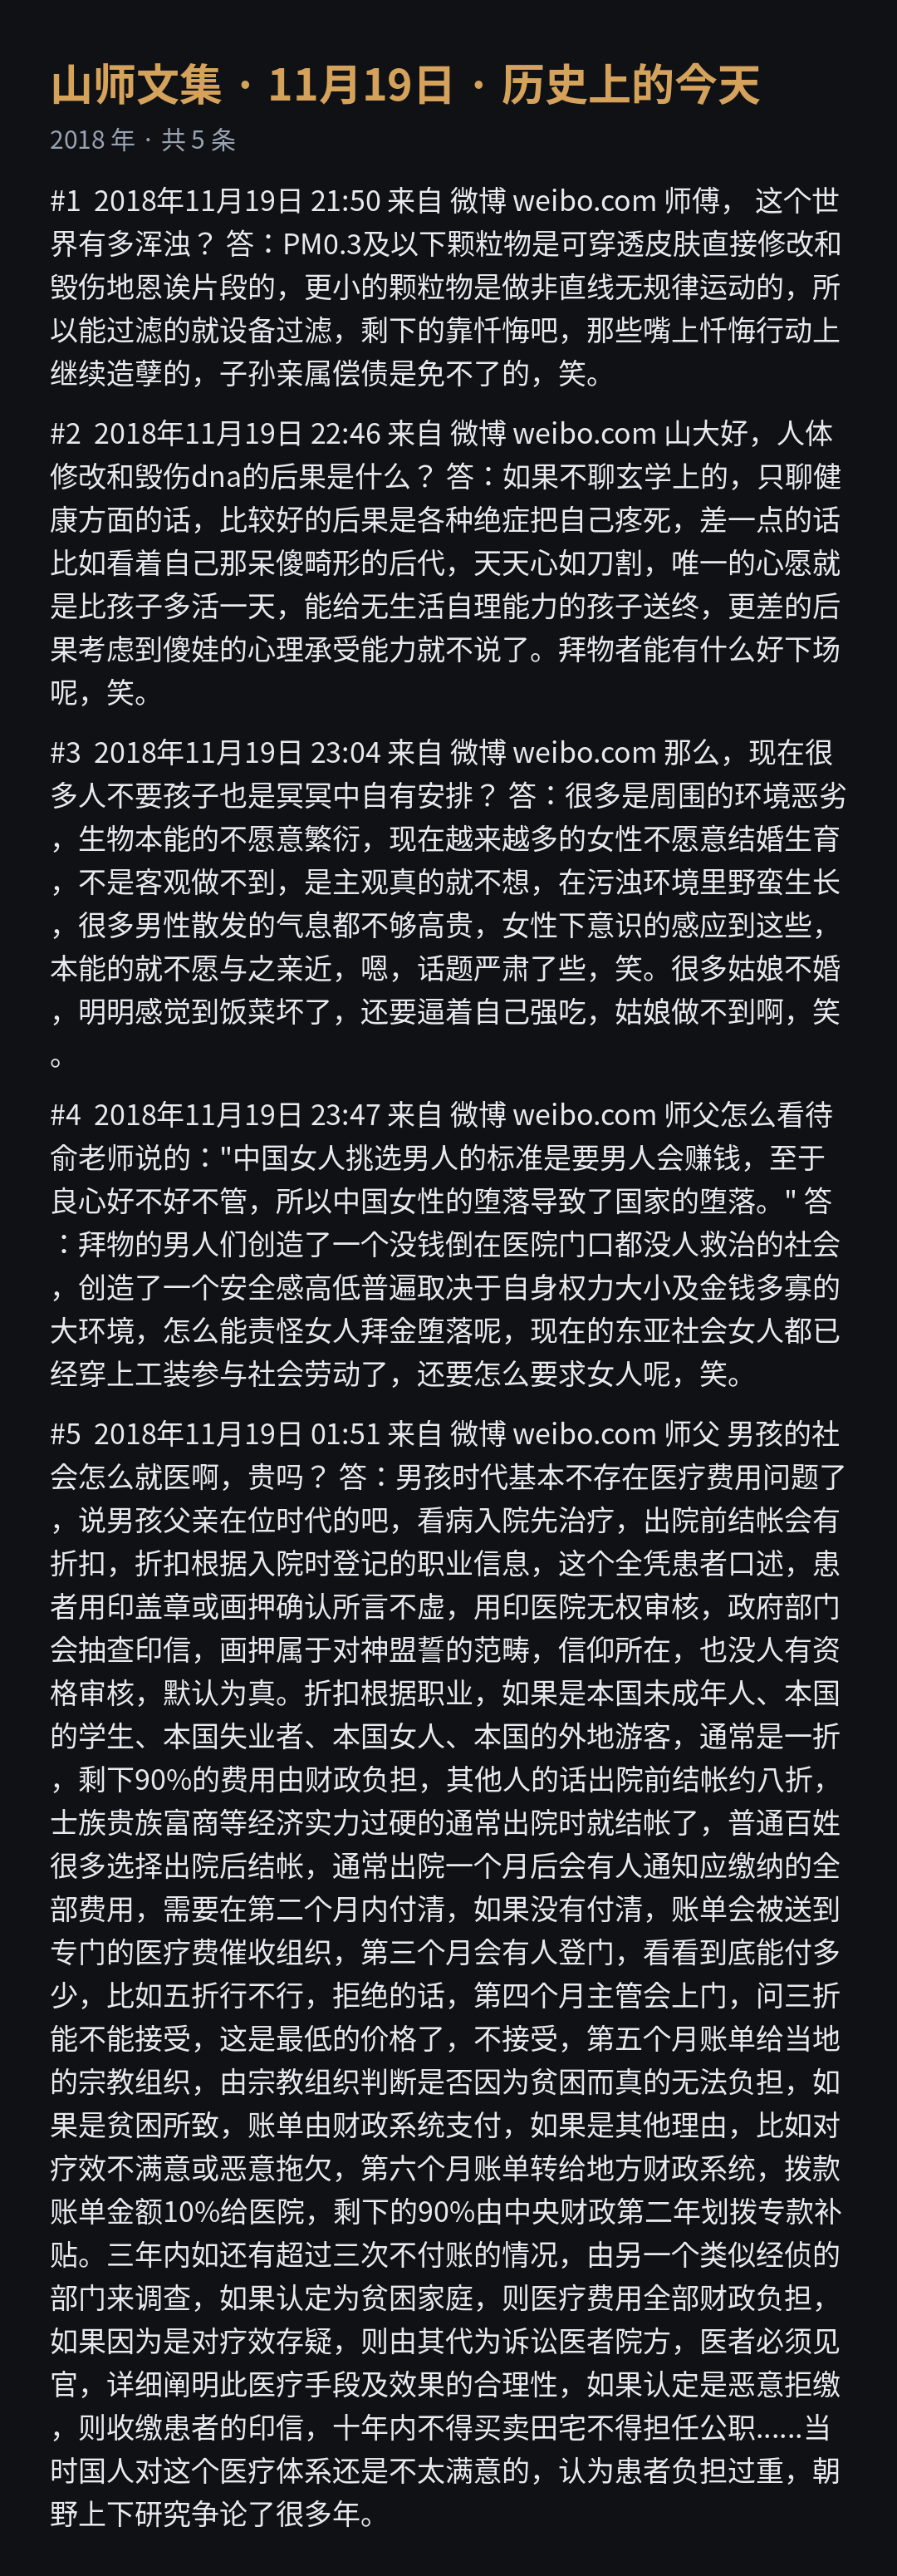 山师文集 · 11月19日 · 历史上的今天
2018 年 · 共 5 条
#1 2018年11月19日 21:50 来自 微博 weibo.com 师傅， 这个世
界有多浑浊？ 答：PM0.3及以下颗粒物是可穿透皮肤直接修改和
毁伤地恩诶片段的，更小的颗粒物是做非直线无规律运动的，所
以能过滤的就设备过滤，剩下的靠忏悔吧，那些嘴上忏悔行动上
继续造孽的，子孙亲属偿债是免不了的，笑。
#2 2018年11月19日 22:46 来自 微博 weibo.com 山大好，人体
修改和毁伤dna的后果是什么？ 答：如果不聊玄学上的，只聊健
康方面的话，比较好的后果是各种绝症把自己疼死，差一点的话
比如看着自己那呆傻畸形的后代，天天心如刀割，唯一的心愿就
是比孩子多活一天，能给无生活自理能力的孩子送终，更差的后
果考虑到傻娃的心理承受能力就不说了。拜物者能有什么好下场
呢，笑。
#3 2018年11月19日 23:04 来自 微博 weibo.com 那么，现在很
多人不要孩子也是冥冥中自有安排？ 答：很多是周围的环境恶劣
，生物本能的不愿意繁衍，现在越来越多的女性不愿意结婚生育
，不是客观做不到，是主观真的就不想，在污浊环境里野蛮生长
，很多男性散发的气息都不够高贵，女性下意识的感应到这些，
本能的就不愿与之亲近，嗯，话题严肃了些，笑。很多姑娘不婚
，明明感觉到饭菜坏了，还要逼着自己强吃，姑娘做不到啊，笑
。
#4 2018年11月19日 23:47 来自 微博 weibo.com 师父怎么看待
俞老师说的："中国女人挑选男人的标准是要男人会赚钱，至于
良心好不好不管，所以中国女性的堕落导致了国家的堕落。" 答
：拜物的男人们创造了一个没钱倒在医院门口都没人救治的社会
，创造了一个安全感高低普遍取决于自身权力大小及金钱多寡的
大环境，怎么能责怪女人拜金堕落呢，现在的东亚社会女人都已
经穿上工装参与社会劳动了，还要怎么要求女人呢，笑。
#5 2018年11月19日 01:51 来自 微博 weibo.com 师父 男孩的社
会怎么就医啊，贵吗？ 答：男孩时代基本不存在医疗费用问题了
，说男孩父亲在位时代的吧，看病入院先治疗，出院前结帐会有
折扣，折扣根据入院时登记的职业信息，这个全凭患者口述，患
者用印盖章或画押确认所言不虚，用印医院无权审核，政府部门
会抽查印信，画押属于对神盟誓的范畴，信仰所在，也没人有资
格审核，默认为真。折扣根据职业，如果是本国未成年人、本国
的学生、本国失业者、本国女人、本国的外地游客，通常是一折
，剩下90%的费用由财政负担，其他人的话出院前结帐约八折，
士族贵族富商等经济实力过硬的通常出院时就结帐了，普通百姓
很多选择出院后结帐，通常出院一个月后会有人通知应缴纳的全
部费用，需要在第二个月内付清，如果没有付清，账单会被送到
专门的医疗费催收组织，第三个月会有人登门，看看到底能付多
少，比如五折行不行，拒绝的话，第四个月主管会上门，问三折
能不能接受，这是最低的价格了，不接受，第五个月账单给当地
的宗教组织，由宗教组织判断是否因为贫困而真的无法负担，如
果是贫困所致，账单由财政系统支付，如果是其他理由，比如对
疗效不满意或恶意拖欠，第六个月账单转给地方财政系统，拨款
账单金额10%给医院，剩下的90%由中央财政第二年划拨专款补
贴。三年内如还有超过三次不付账的情况，由另一个类似经侦的
部门来调查，如果认定为贫困家庭，则医疗费用全部财政负担，
如果因为是对疗效存疑，则由其代为诉讼医者院方，医者必须见
官，详细阐明此医疗手段及效果的合理性，如果认定是恶意拒缴
，则收缴患者的印信，十年内不得买卖田宅不得担任公职......当
时国人对这个医疗体系还是不太满意的，认为患者负担过重，朝
野上下研究争论了很多年。